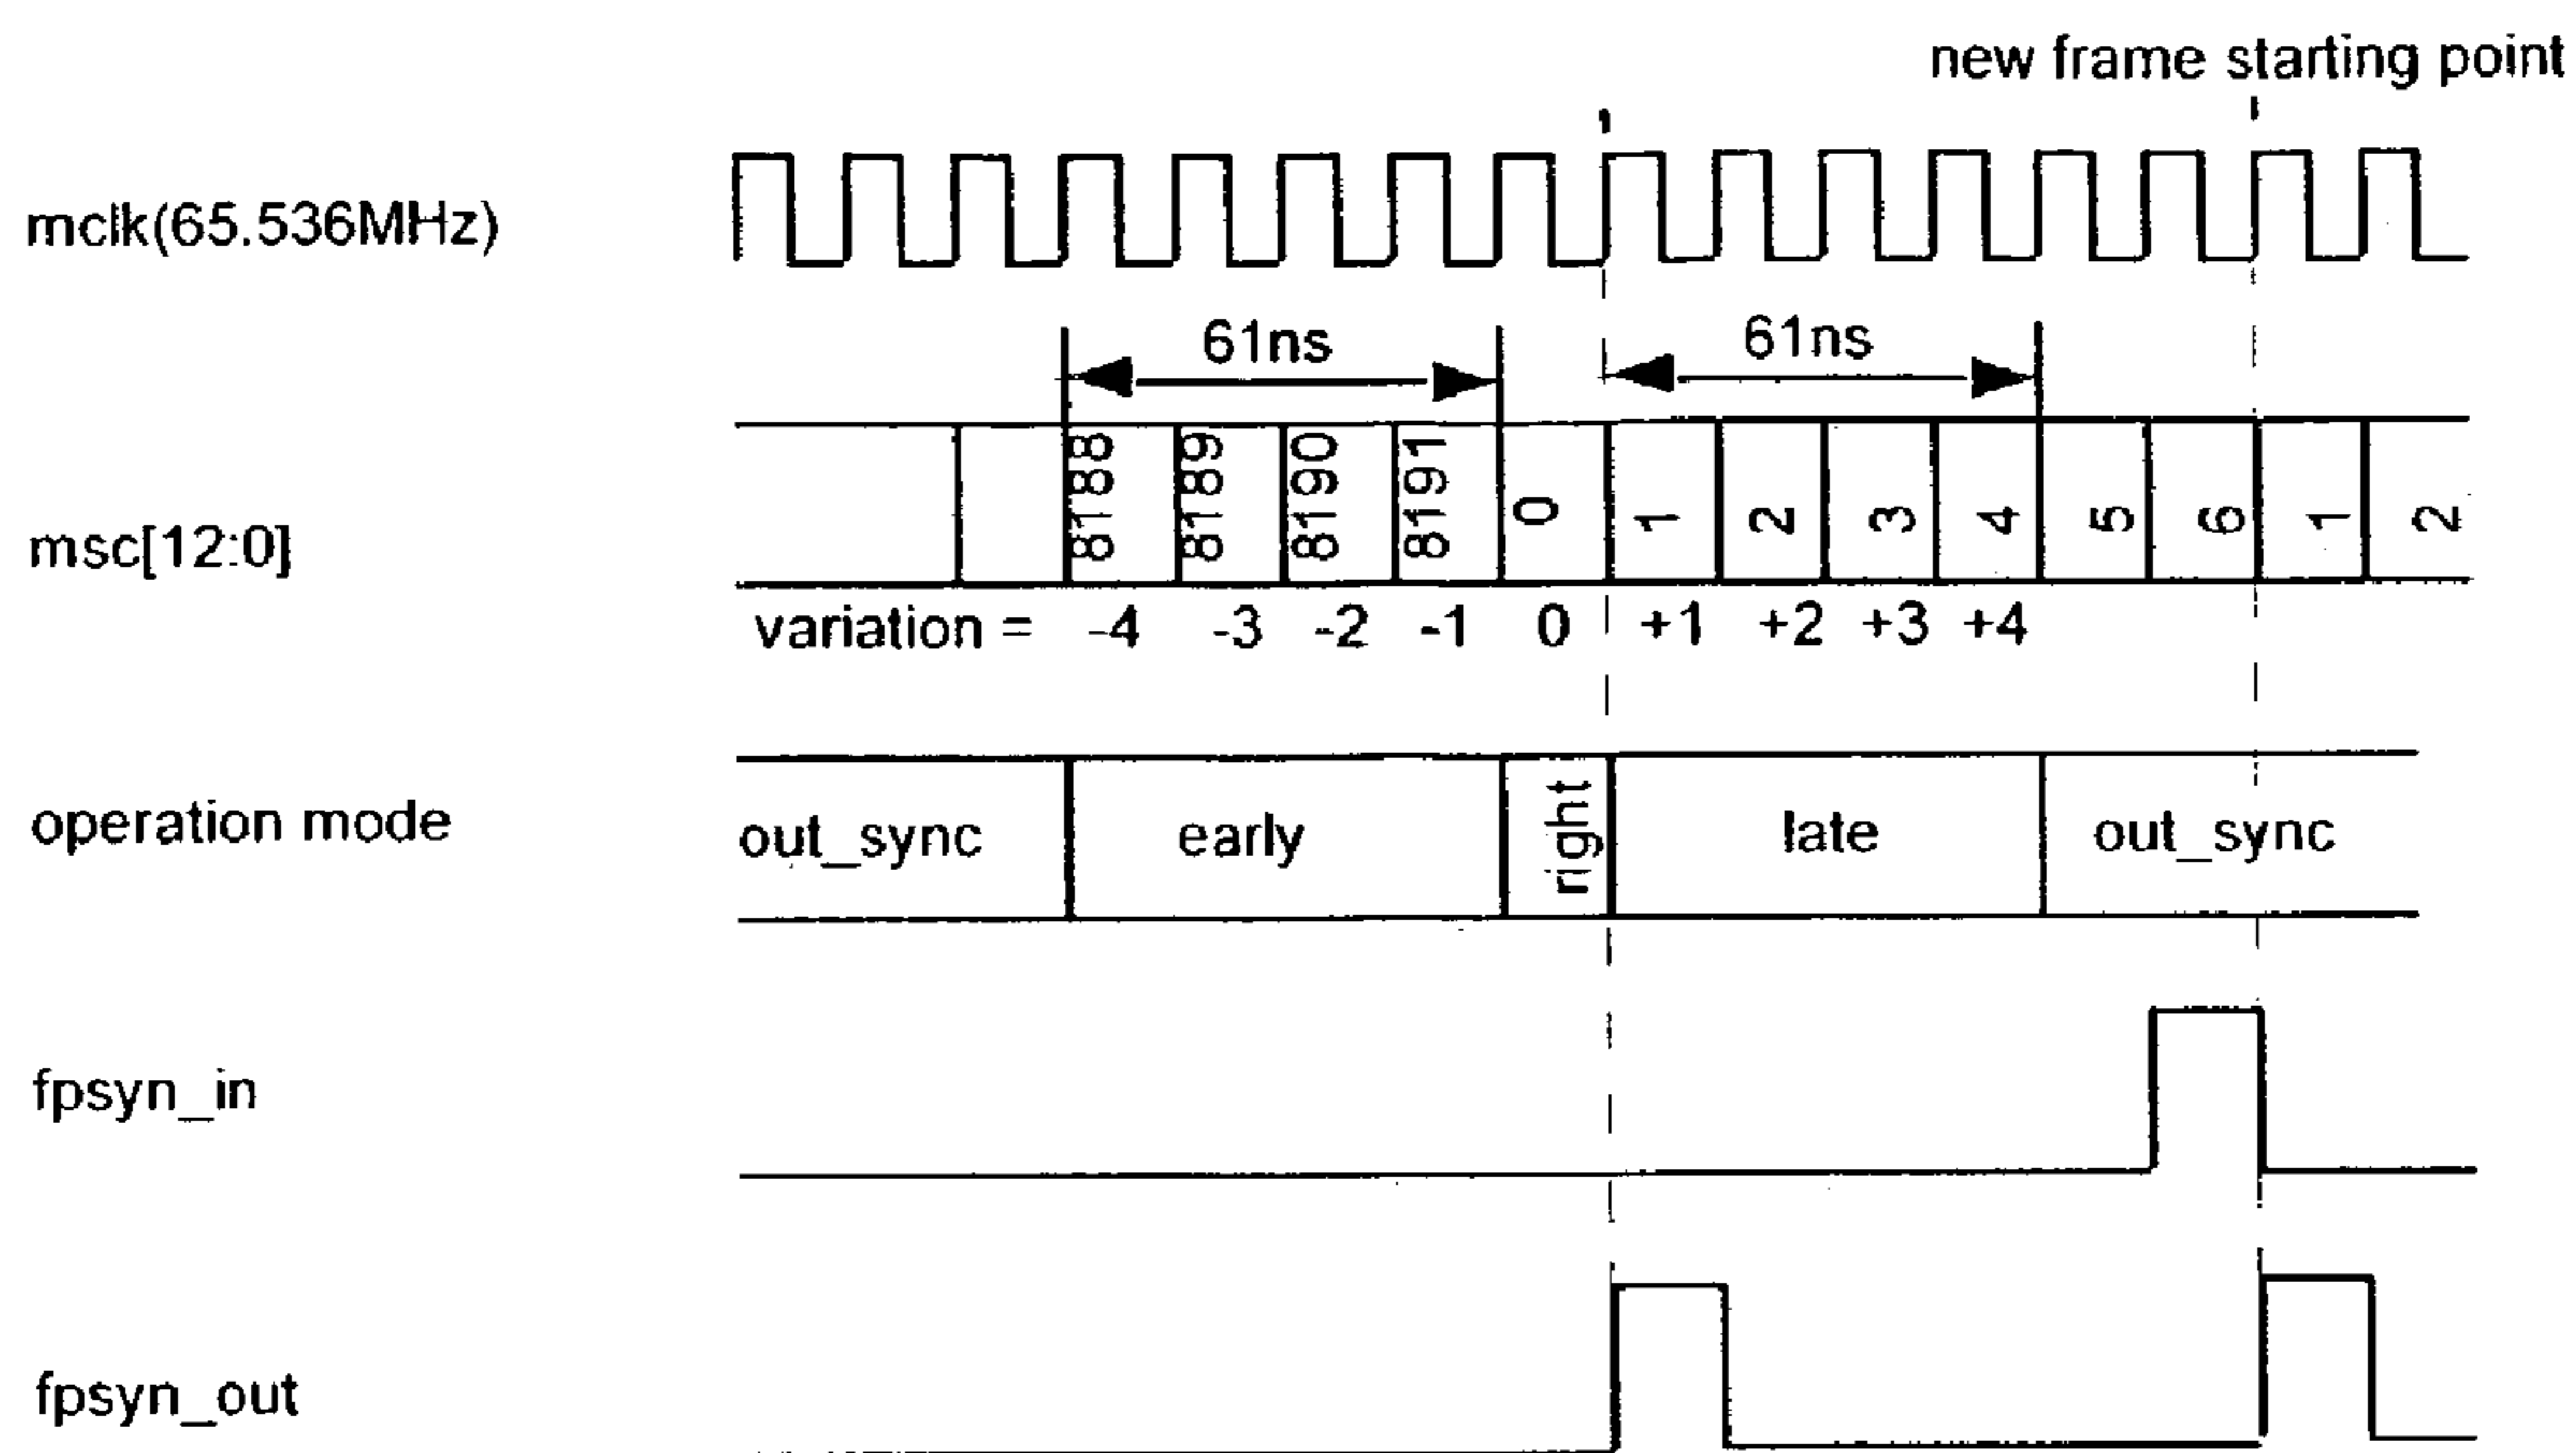 new frame starting point
mclk(65.536MHz)
61ns 61ns
msc[12:0]
8188 8189 8190 8191 0 1 2 3 4 5 6 1 2
variation = -4 -3 -2 -1 0 +1 +2 +3 +4
operation mode
out_sync early right late out_sync
fpsyn_in
fpsyn_out